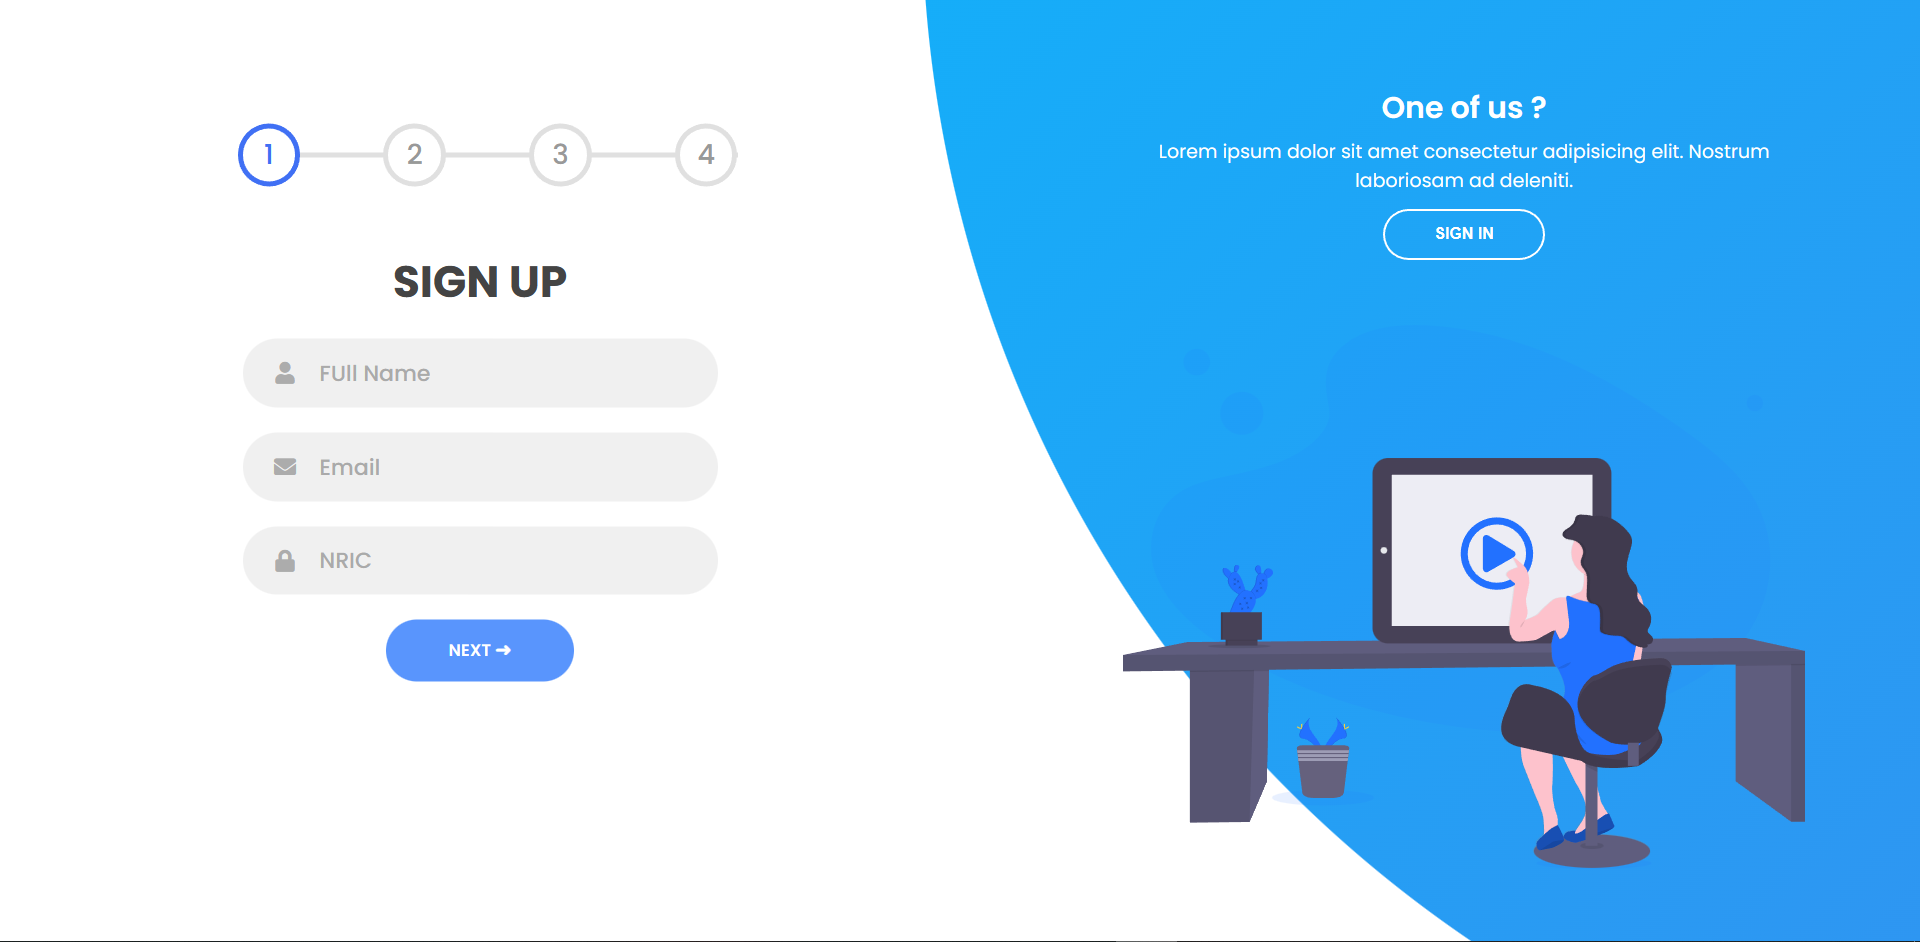 1 2 3 4
SIGN UP
FUll Name
Email
NRIC
NEXT ➜
One of us ?
Lorem ipsum dolor sit amet consectetur adipisicing elit. Nostrum
laboriosam ad deleniti.
SIGN IN